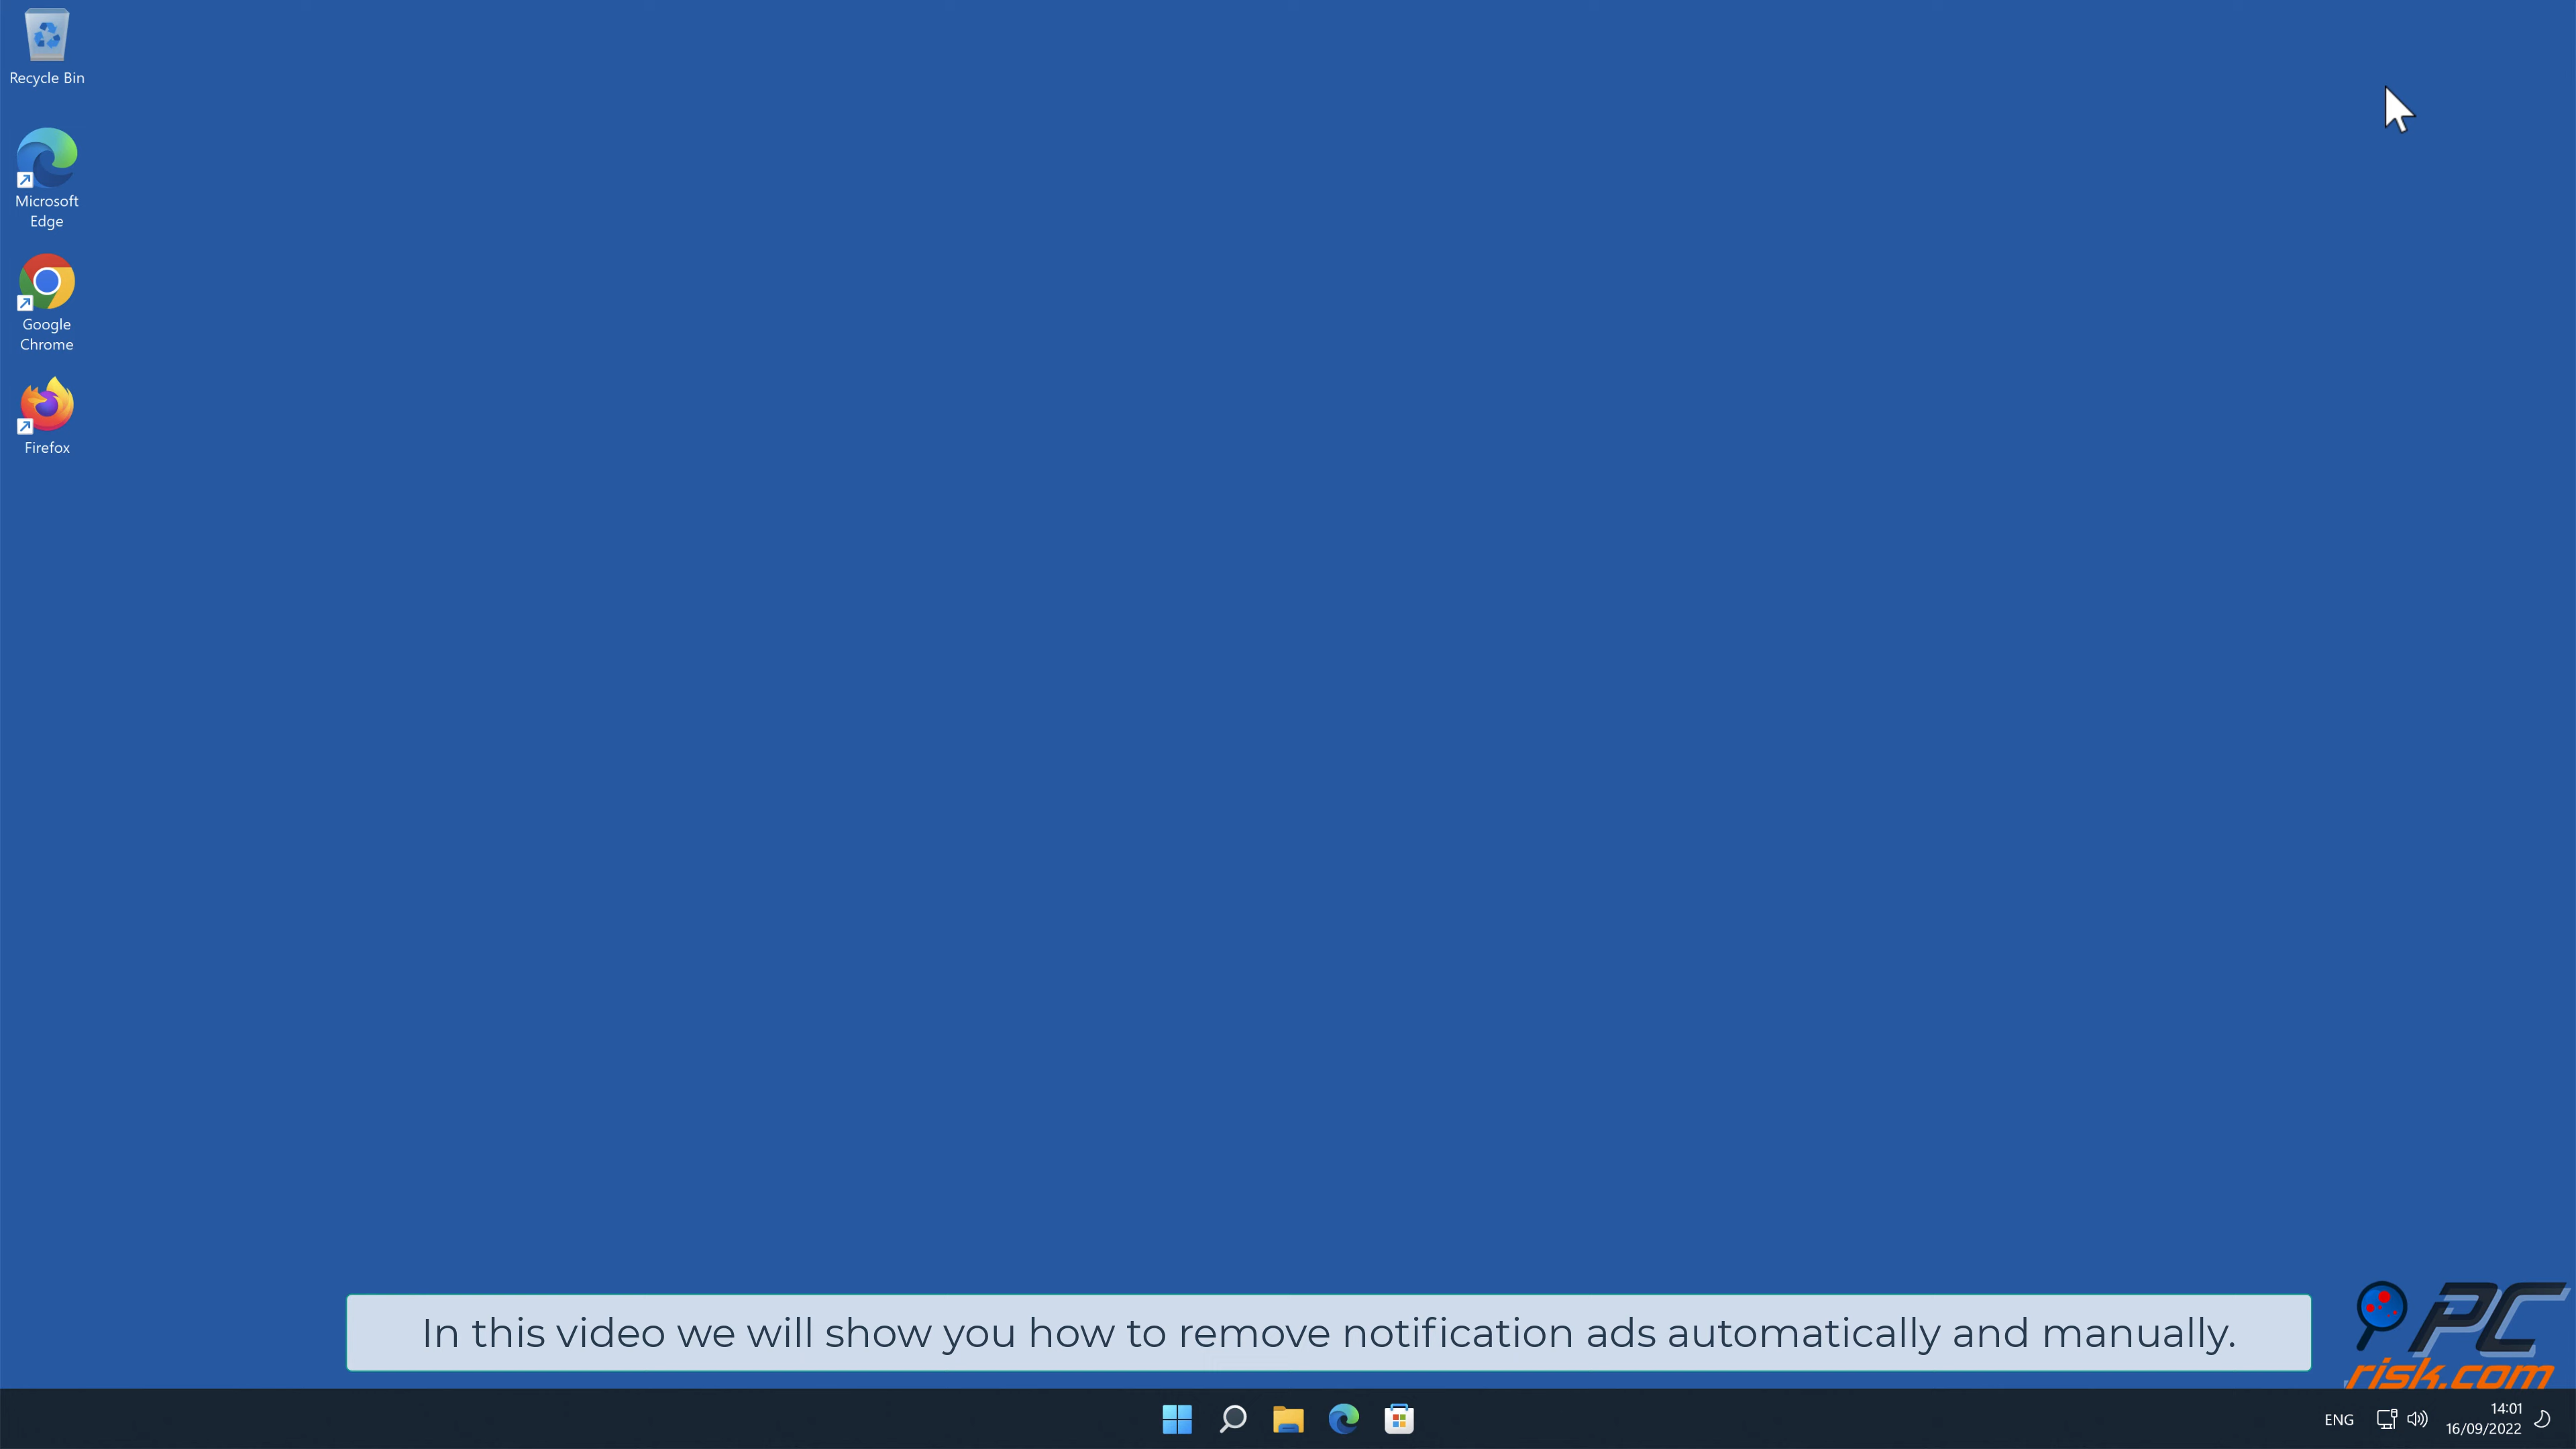 Recycle Bin
Microsoft
Edge
Google
Chrome
Firefox
In this video we will show you how to remove notification ads automatically and manually.
PC
risk.com
ENG
14:01
16/09/2022